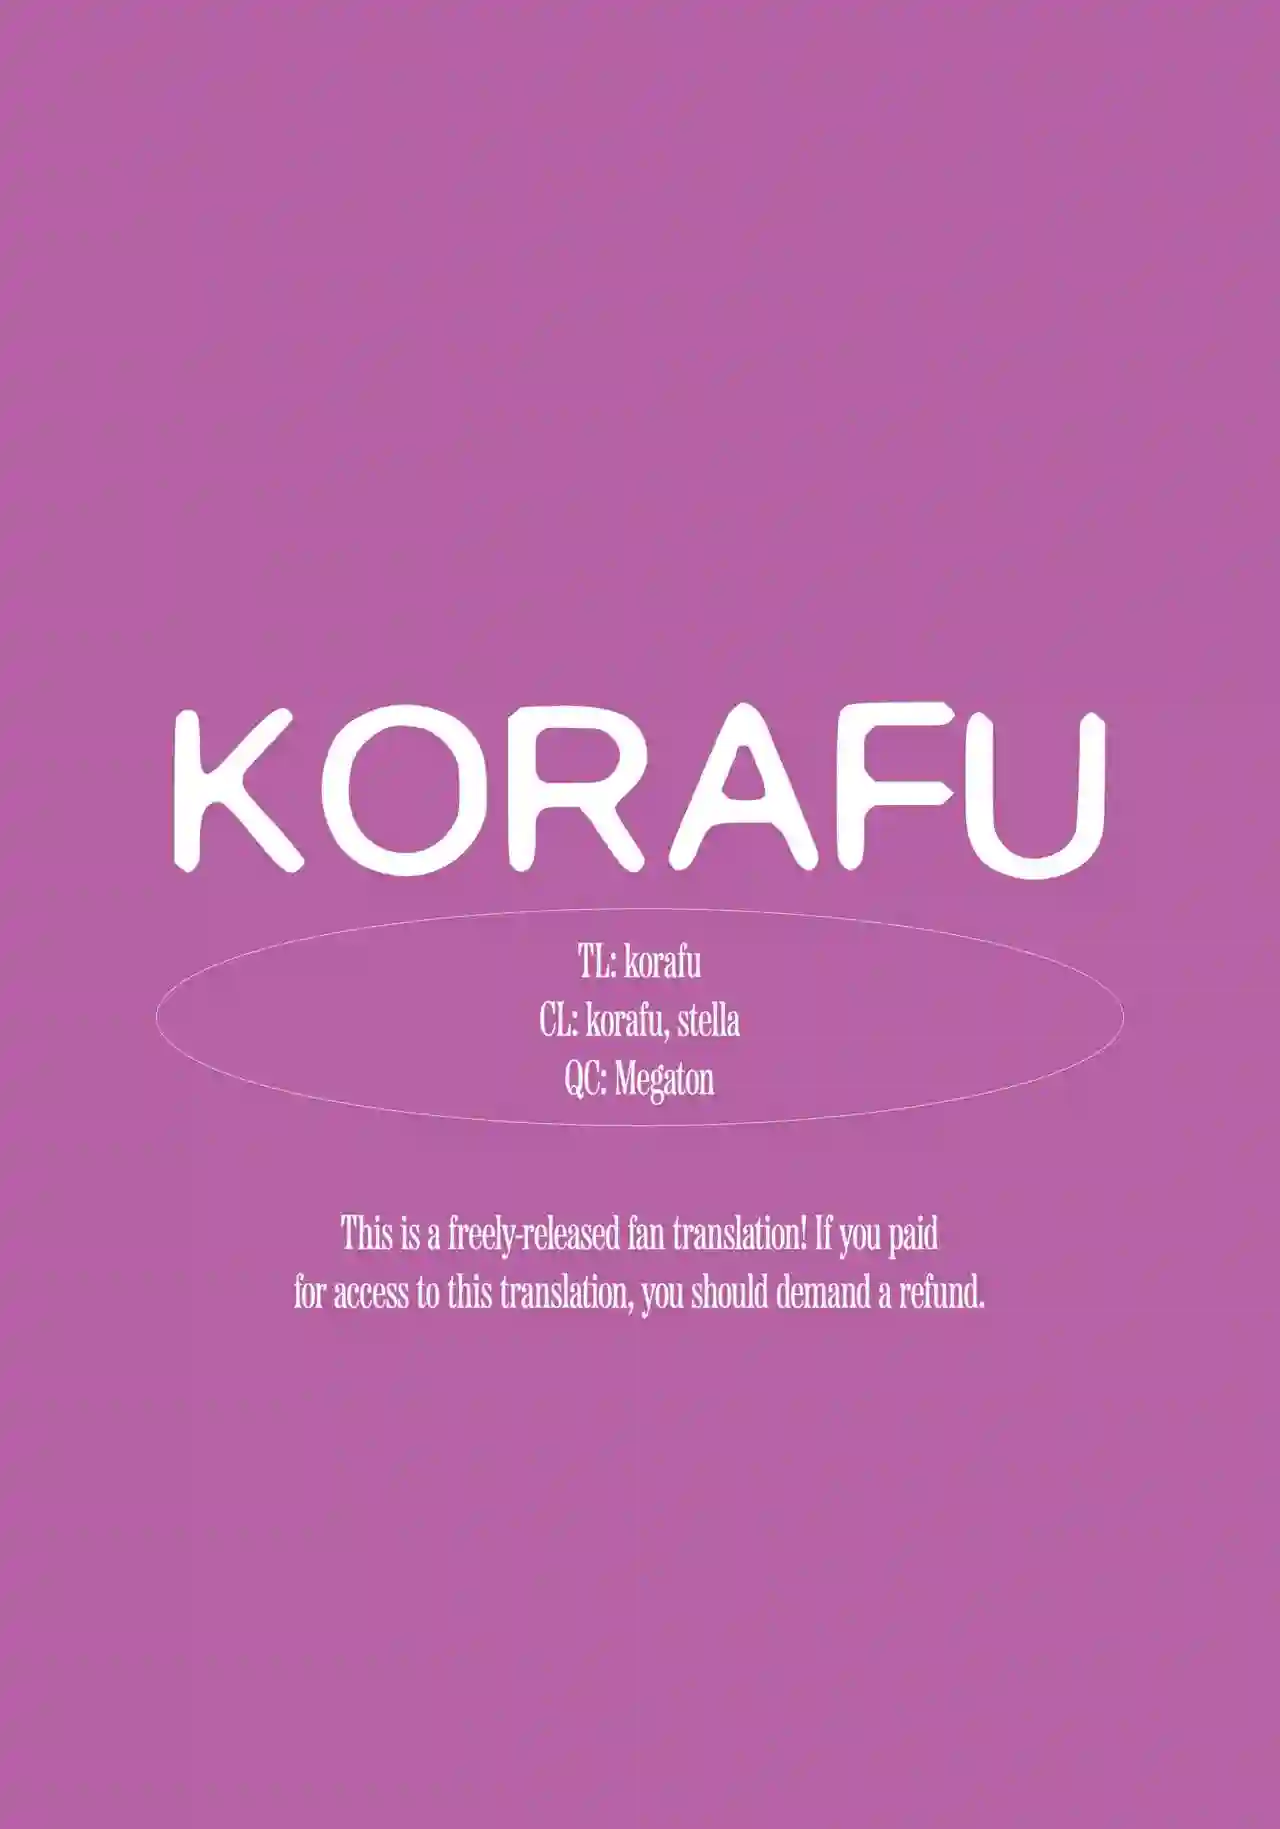 KORAFU
TL: korafu
CL: korafu, stella
QC: Megaton
This is a freely-released fan translation! If you paid
for access to this translation, you should demand a refund.